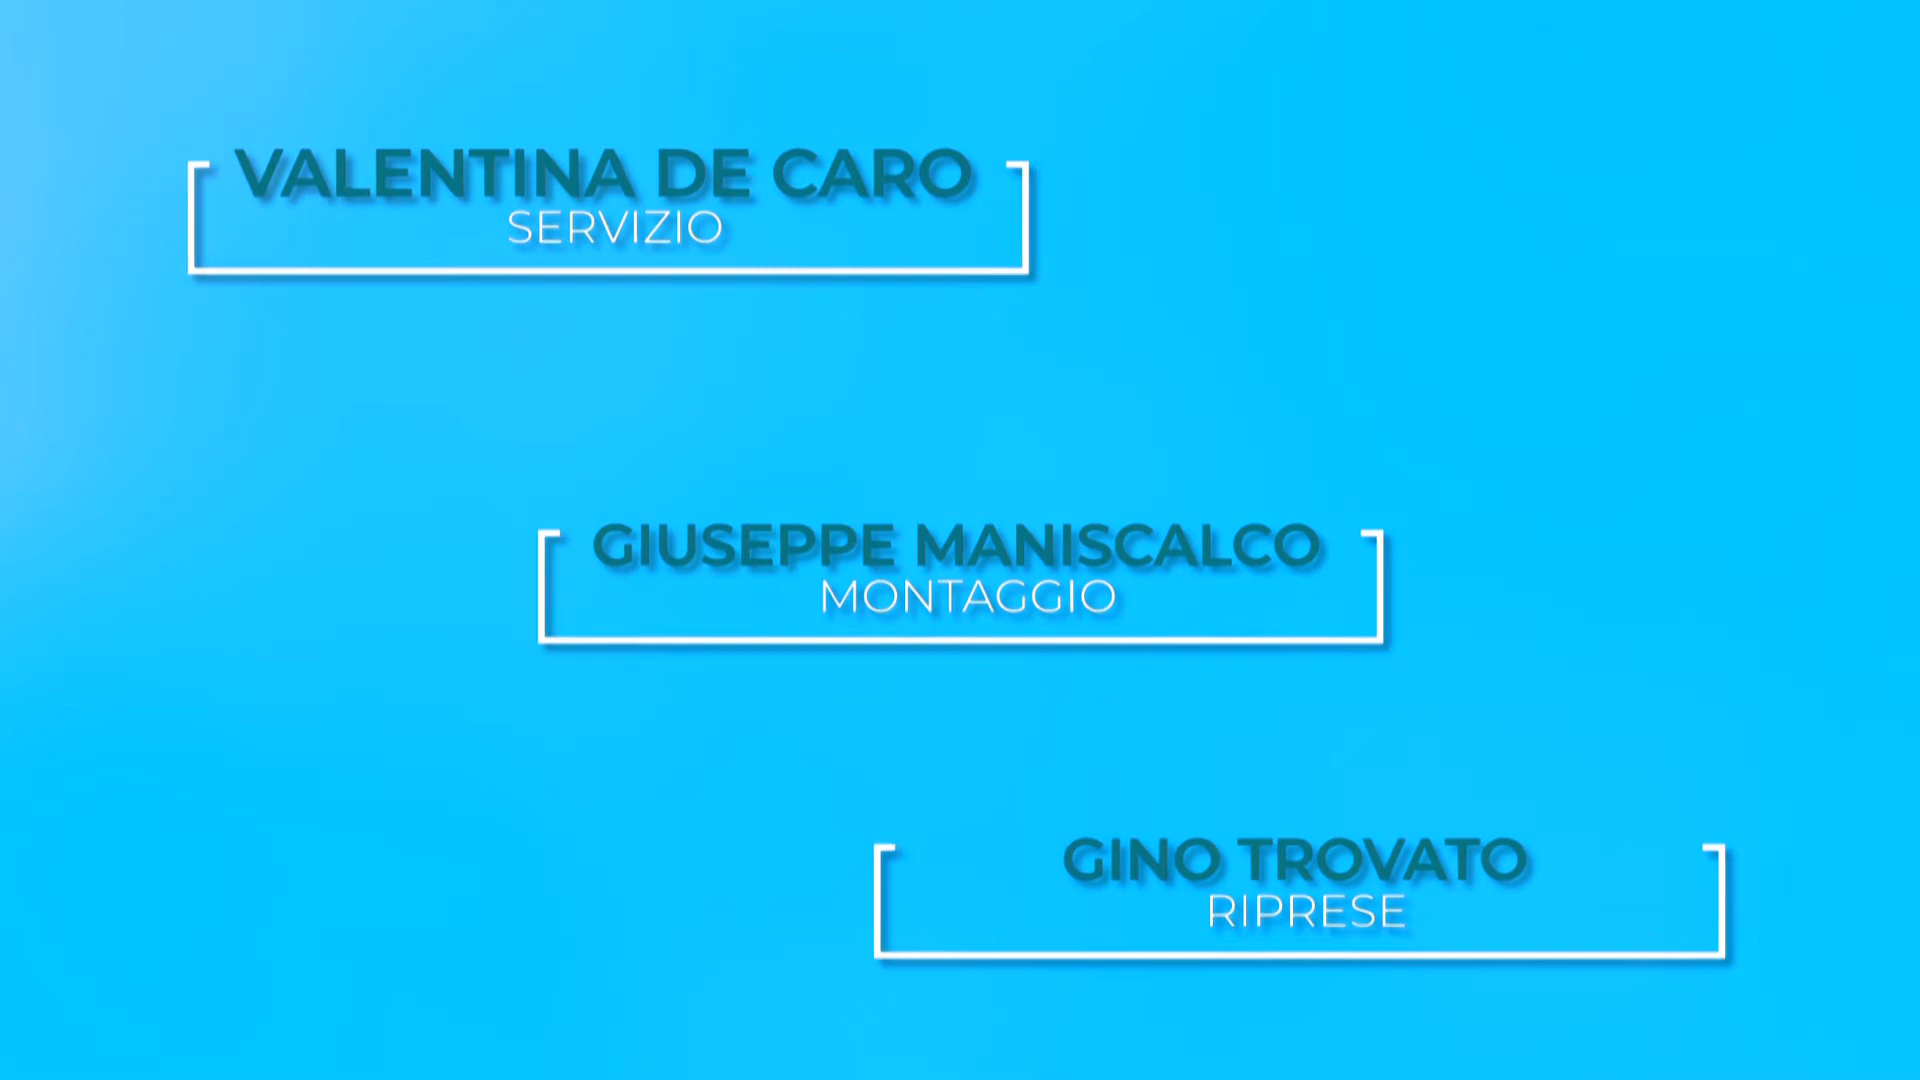 VALENTINA DE CARO
SERVIZIO
GIUSEPPE MANISCALCO
MONTAGGIO
GINO TROVATO
RIPRESE